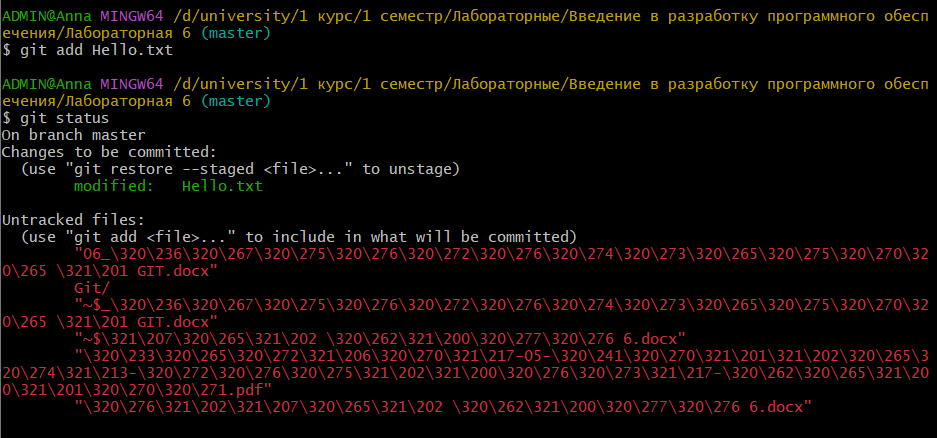 ADMIN@Anna MINGW64 /d/university/1 курс/1 семестр/Лабораторные/Введение в разработку программного обесп
ечения/Лабораторная 6 (master)
$ git add Hello.txt
ADMIN@Anna MINGW64 /d/university/1 курс/1 семестр/Лабораторные/Введение в разработку программного обесп
ечения/Лабораторная 6 (master)
$ git status
On branch master
Changes to be committed:
  (use "git restore --staged <file>..." to unstage)
        modified:   Hello.txt
Untracked files:
  (use "git add <file>..." to include in what will be committed)
        "06_\320\236\320\267\320\275\320\276\320\272\320\276\320\274\320\273\320\265\320\275\320\270\32
0\265 \321\201 GIT.docx"
        Git/
        "~$_\320\236\320\267\320\275\320\276\320\272\320\276\320\274\320\273\320\265\320\275\320\270\32
0\265 \321\201 GIT.docx"
        "~$\321\207\320\265\321\202 \320\262\321\200\320\277\320\276 6.docx"
        "\320\233\320\265\320\272\321\206\320\270\321\217-05-\320\241\320\270\321\201\321\202\320\265\3
20\274\321\213-\320\272\320\276\320\275\321\202\321\200\320\276\320\273\321\217-\320\262\320\265\321\20
0\321\201\320\270\320\271.pdf"
        "\320\276\321\202\321\207\320\265\321\202 \320\262\321\200\320\277\320\276 6.docx"